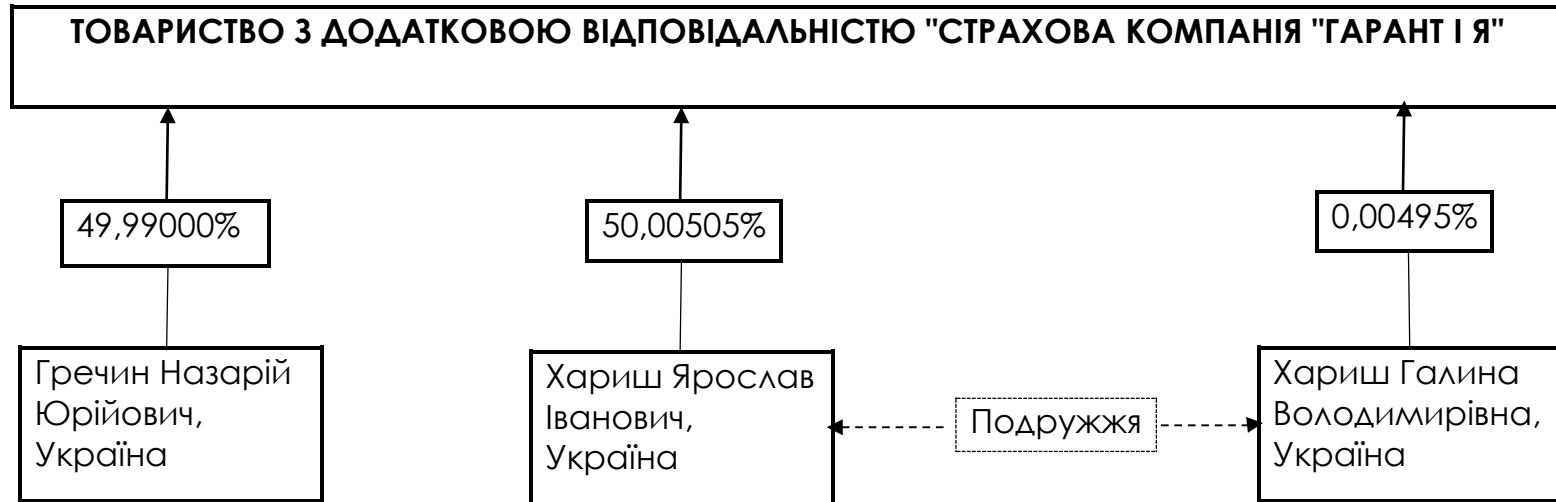 ТОВАРИСТВО З ДОДАТКОВОЮ ВІДПОВІДАЛЬНІСТЮ "СТРАХОВА КОМПАНІЯ "ГАРАНТ І Я"
49,99000%
50,00505%
0,00495%
Гречин Назарій
Юрійович,
Україна
Хариш Ярослав
Іванович,
Україна
Подружжя
Хариш Галина
Володимирівна,
Україна